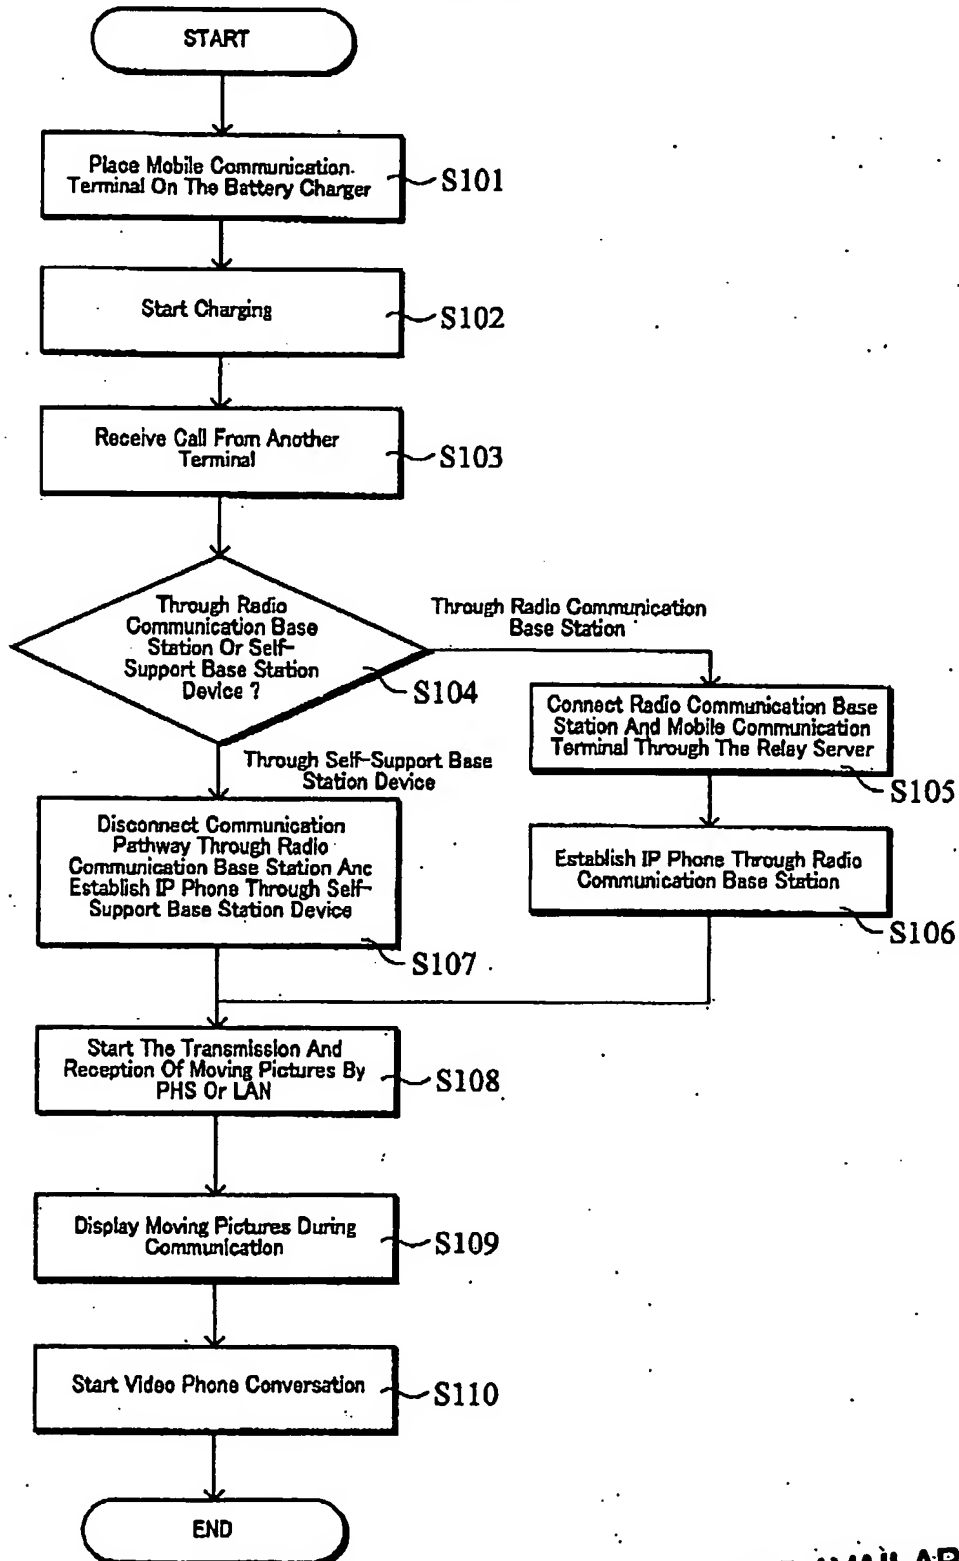 START
Place Mobile Communication
Terminal On The Battery Charger
S101
Start Charging
S102
Receive Call From Another
Terminal
S103
Through Radio
Communication Base
Station Or Self-
Support Base Station
Device ?
S104
Through Radio Communication
Base Station
Through Self-Support Base
Station Device
Connect Radio Communication Base
Station And Mobile Communication
Terminal Through The Relay Server
S105
Establish IP Phone Through Radio
Communication Base Station
S106
Disconnect Communication
Pathway Through Radio
Communication Base Station Anc
Establish IP Phone Through Self-
Support Base Station Device
S107
Start The Transmission And
Reception Of Moving Pictures By
PHS Or LAN
S108
Display Moving Pictures During
Communication
S109
Start Video Phone Conversation
S110
END